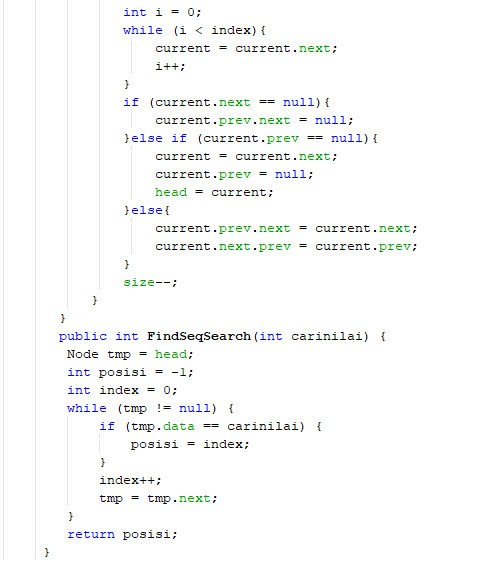 int i = 0;
while (i < index){
current = current.next;
i++;
}
if (current.next == null){
current.prev.next = null;
}else if (current.prev == null){
current = current.next;
current.prev = null;
head = current;
}else{
current.prev.next = current.next;
current.next.prev = current.prev;
}
size--;
}
}
public int FindSeqSearch(int carinilai) {
Node tmp = head;
int posisi = -1;
int index = 0;
while (tmp != null) {
if (tmp.data == carinilai) {
posisi = index;
}
index++;
tmp = tmp.next;
}
return posisi;
}